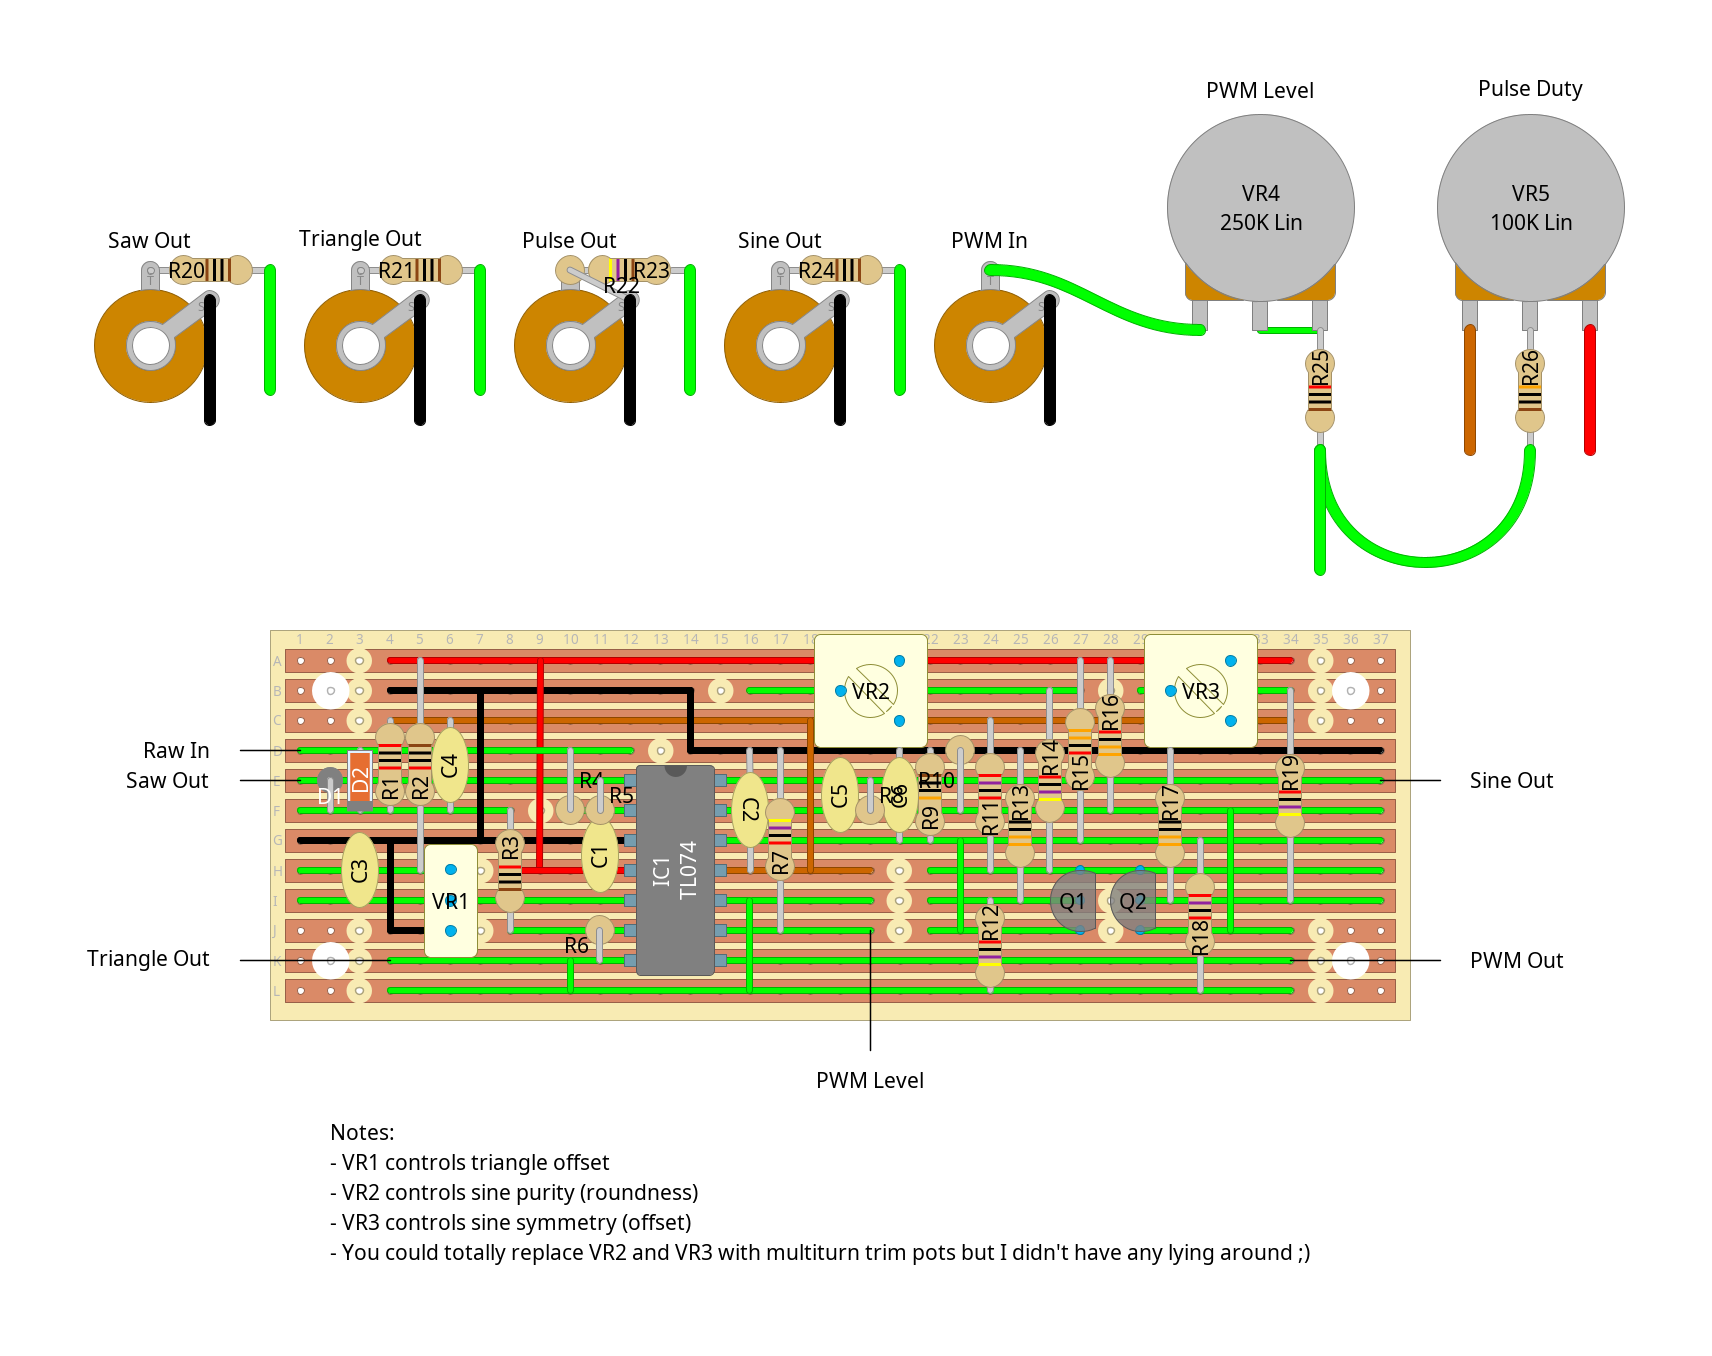 PWM Level
Pulse Duty
VR4
250K Lin
VR5
100K Lin
Saw Out
Triangle Out
Pulse Out
Sine Out
PWM In
R20
R21
R22
R23
R24
R25
R26
1 2 3 4 5 6 7 8 9 10 11 12 13 14 15 16 17 22 23 24 25 26 27 28 34 35 36 37
A
B
C
D
E
F
G
H
I
J
K
L
Raw In
Saw Out
Triangle Out
Sine Out
PWM Out
PWM Level
D1
D2
R1
R2
C4
C3
VR1
R3
R4
R5
C1
R6
IC1
TL074
C2
R7
VR2
C5
C6
R9
R10
R11
R12
R13
R14
R15
R16
Q1
Q2
R17
R18
VR3
R19
Notes:
- VR1 controls triangle offset
- VR2 controls sine purity (roundness)
- VR3 controls sine symmetry (offset)
- You could totally replace VR2 and VR3 with multiturn trim pots but I didn't have any lying around ;)